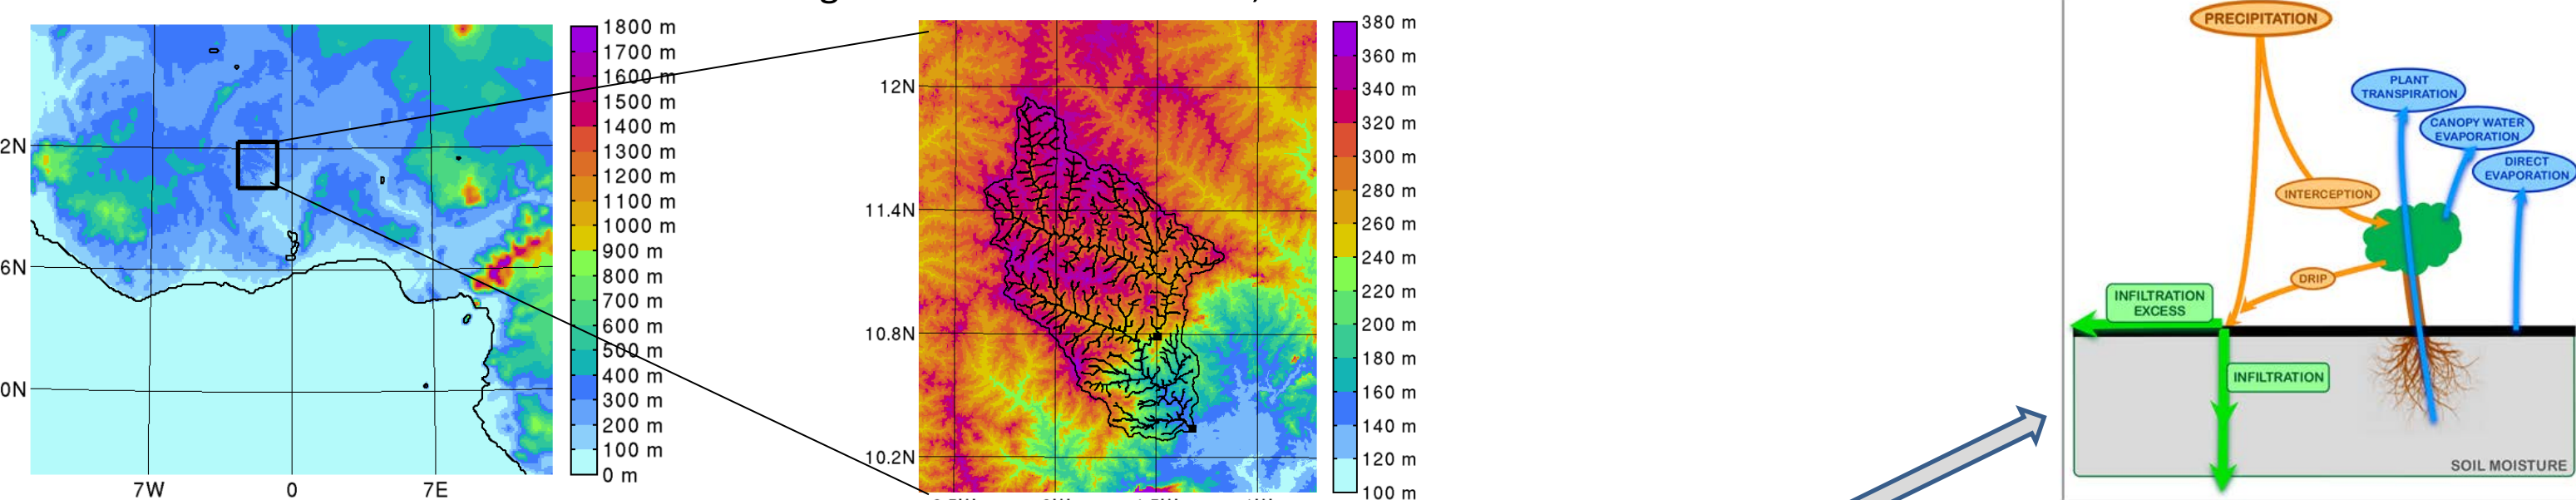 1800 m
1700 m
1600 m
1500 m
1400 m
1300 m
1200 m
1100 m
1000 m
900 m
800 m
700 m
600 m
500 m
400 m
300 m
200 m
100 m
0 m
2N
6N
0N
7W 0 7E
12N
11.4N
10.8N
10.2N
380 m
360 m
340 m
320 m
300 m
280 m
260 m
240 m
220 m
200 m
180 m
160 m
140 m
120 m
100 m
PRECIPITATION
PLANT
TRANSPIRATION
CANOPY WATER
EVAPORATION
DIRECT
EVAPORATION
INTERCEPTION
DRIP
INFILTRATION
EXCESS
INFILTRATION
SOIL MOISTURE